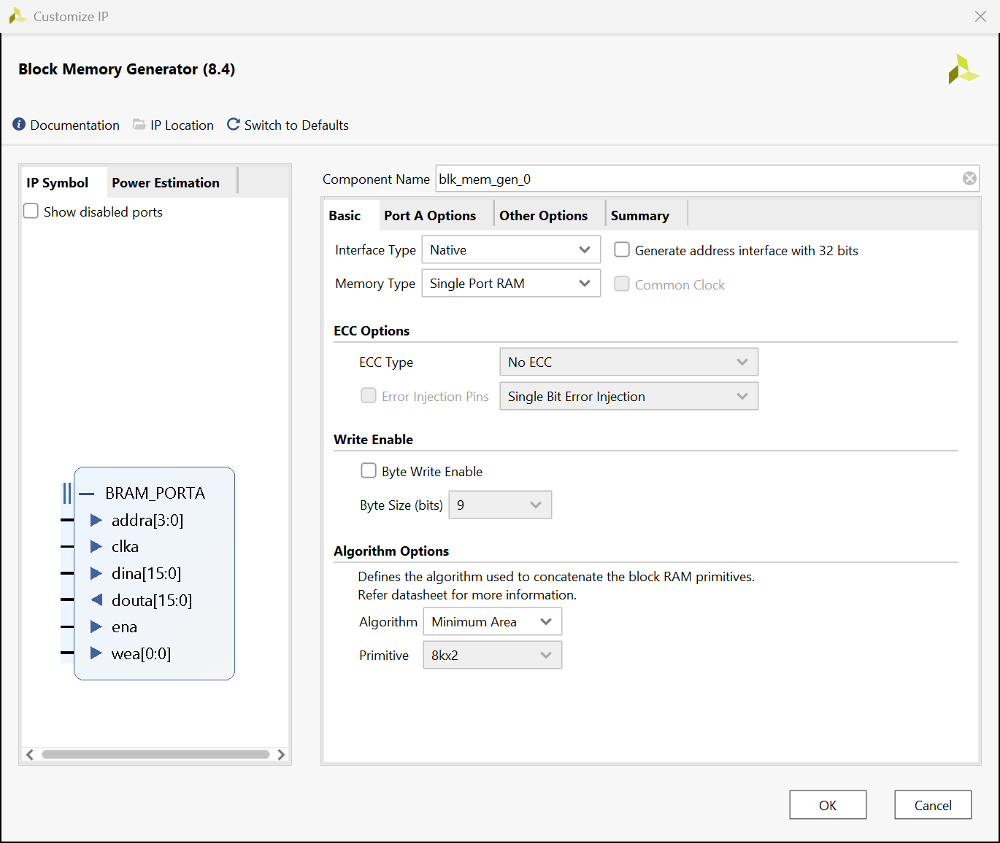 Customize IP
Block Memory Generator (8.4)
Documentation IP Location Switch to Defaults
IP Symbol Power Estimation
Show disabled ports
BRAM_PORTA
addra[3:0]
clka
dina[15:0]
douta[15:0]
ena
wea[0:0]
Component Name blk_mem_gen_0
Basic Port A Options Other Options Summary
Interface Type Native Generate address interface with 32 bits
Memory Type Single Port RAM Common Clock
ECC Options
ECC Type No ECC
Error Injection Pins Single Bit Error Injection
Write Enable
Byte Write Enable
Byte Size (bits) 9
Algorithm Options
Defines the algorithm used to concatenate the block RAM primitives.
Refer datasheet for more information.
Algorithm Minimum Area
Primitive 8kx2
OK Cancel